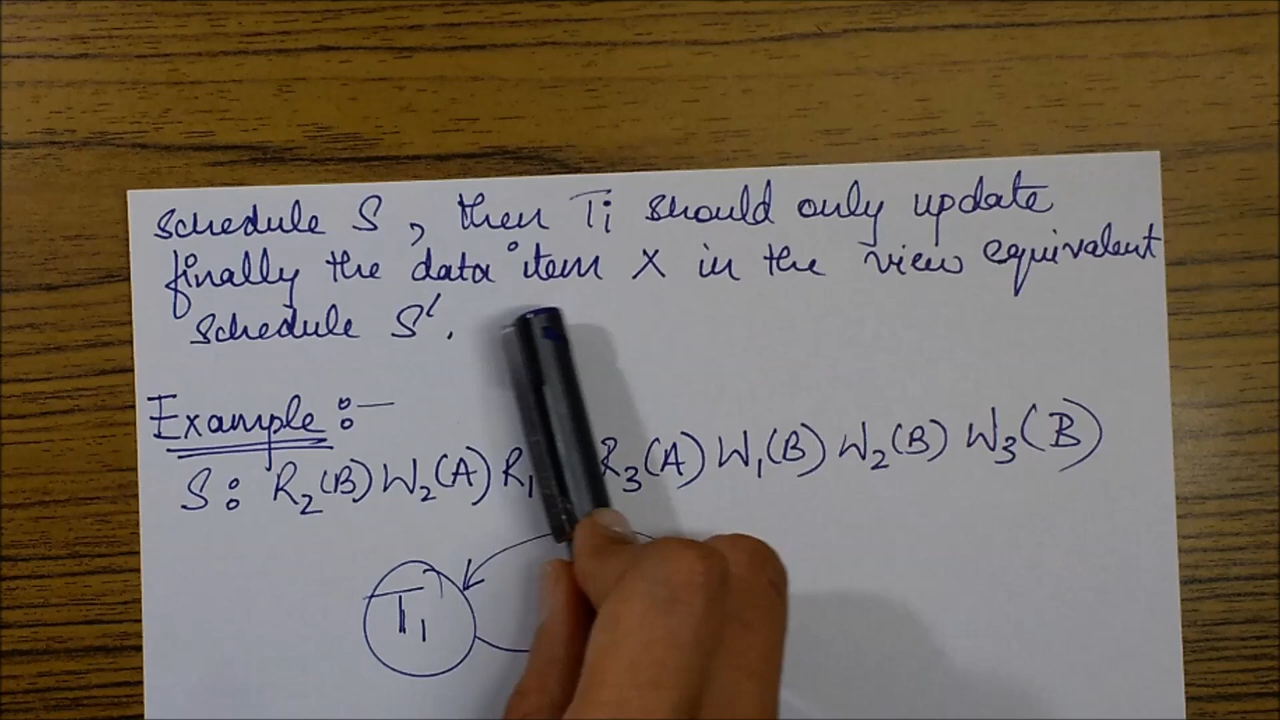 schedule S, then Ti should only update
finally the data item X in the view equivalent
schedule S'.
Example :-
S: R2(B) W2(A) R1 R3(A) W1(B) W2(B) W3(B)
T1